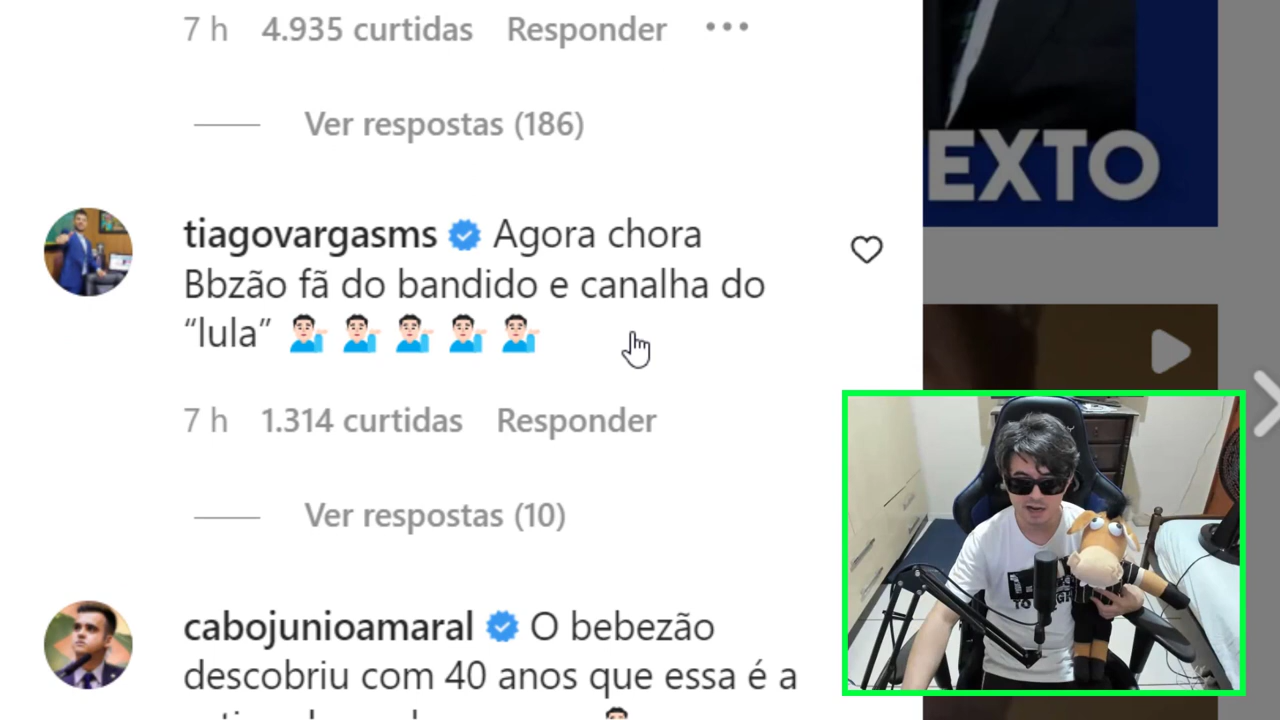 7 h 4.935 curtidas Responder
Ver respostas (186)
EXTO
tiagovargasms Agora chora
Bbzão fã do bandido e canalha do
“lula”
7 h 1.314 curtidas Responder
Ver respostas (10)
cabojunioamaral O bebezão
descobriu com 40 anos que essa é a